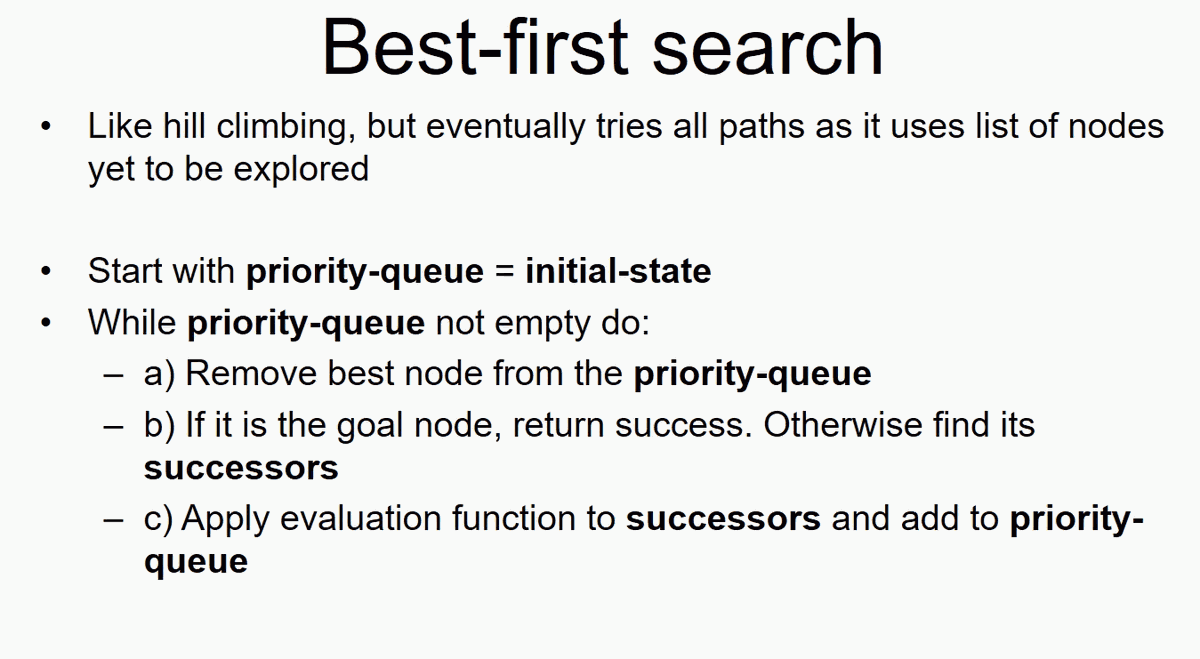 Best-first search
• Like hill climbing, but eventually tries all paths as it uses list of nodes
yet to be explored
• Start with priority-queue = initial-state
• While priority-queue not empty do:
– a) Remove best node from the priority-queue
– b) If it is the goal node, return success. Otherwise find its
successors
– c) Apply evaluation function to successors and add to priority-
queue